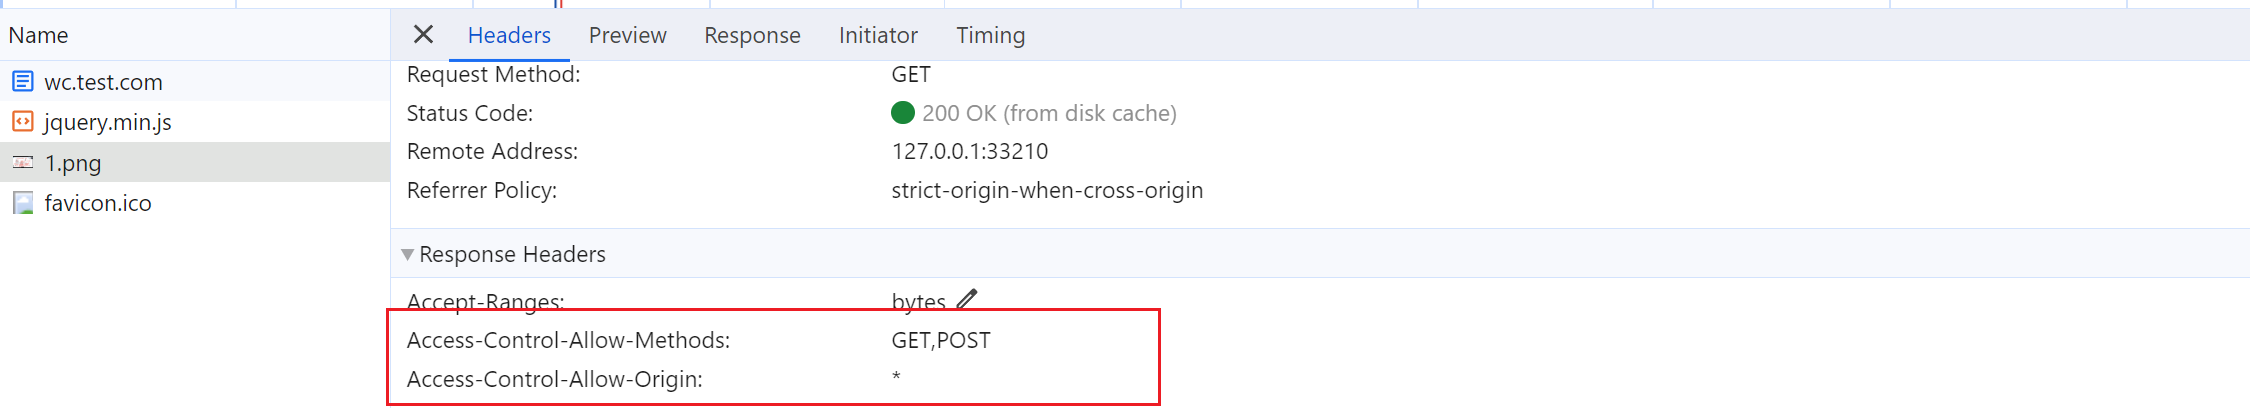 Name
wc.test.com
jquery.min.js
1.png
favicon.ico
Headers Preview Response Initiator Timing
Request Method: GET
Status Code: 200 OK (from disk cache)
Remote Address: 127.0.0.1:33210
Referrer Policy: strict-origin-when-cross-origin
Response Headers
Accept-Ranges: bytes
Access-Control-Allow-Methods: GET,POST
Access-Control-Allow-Origin: *